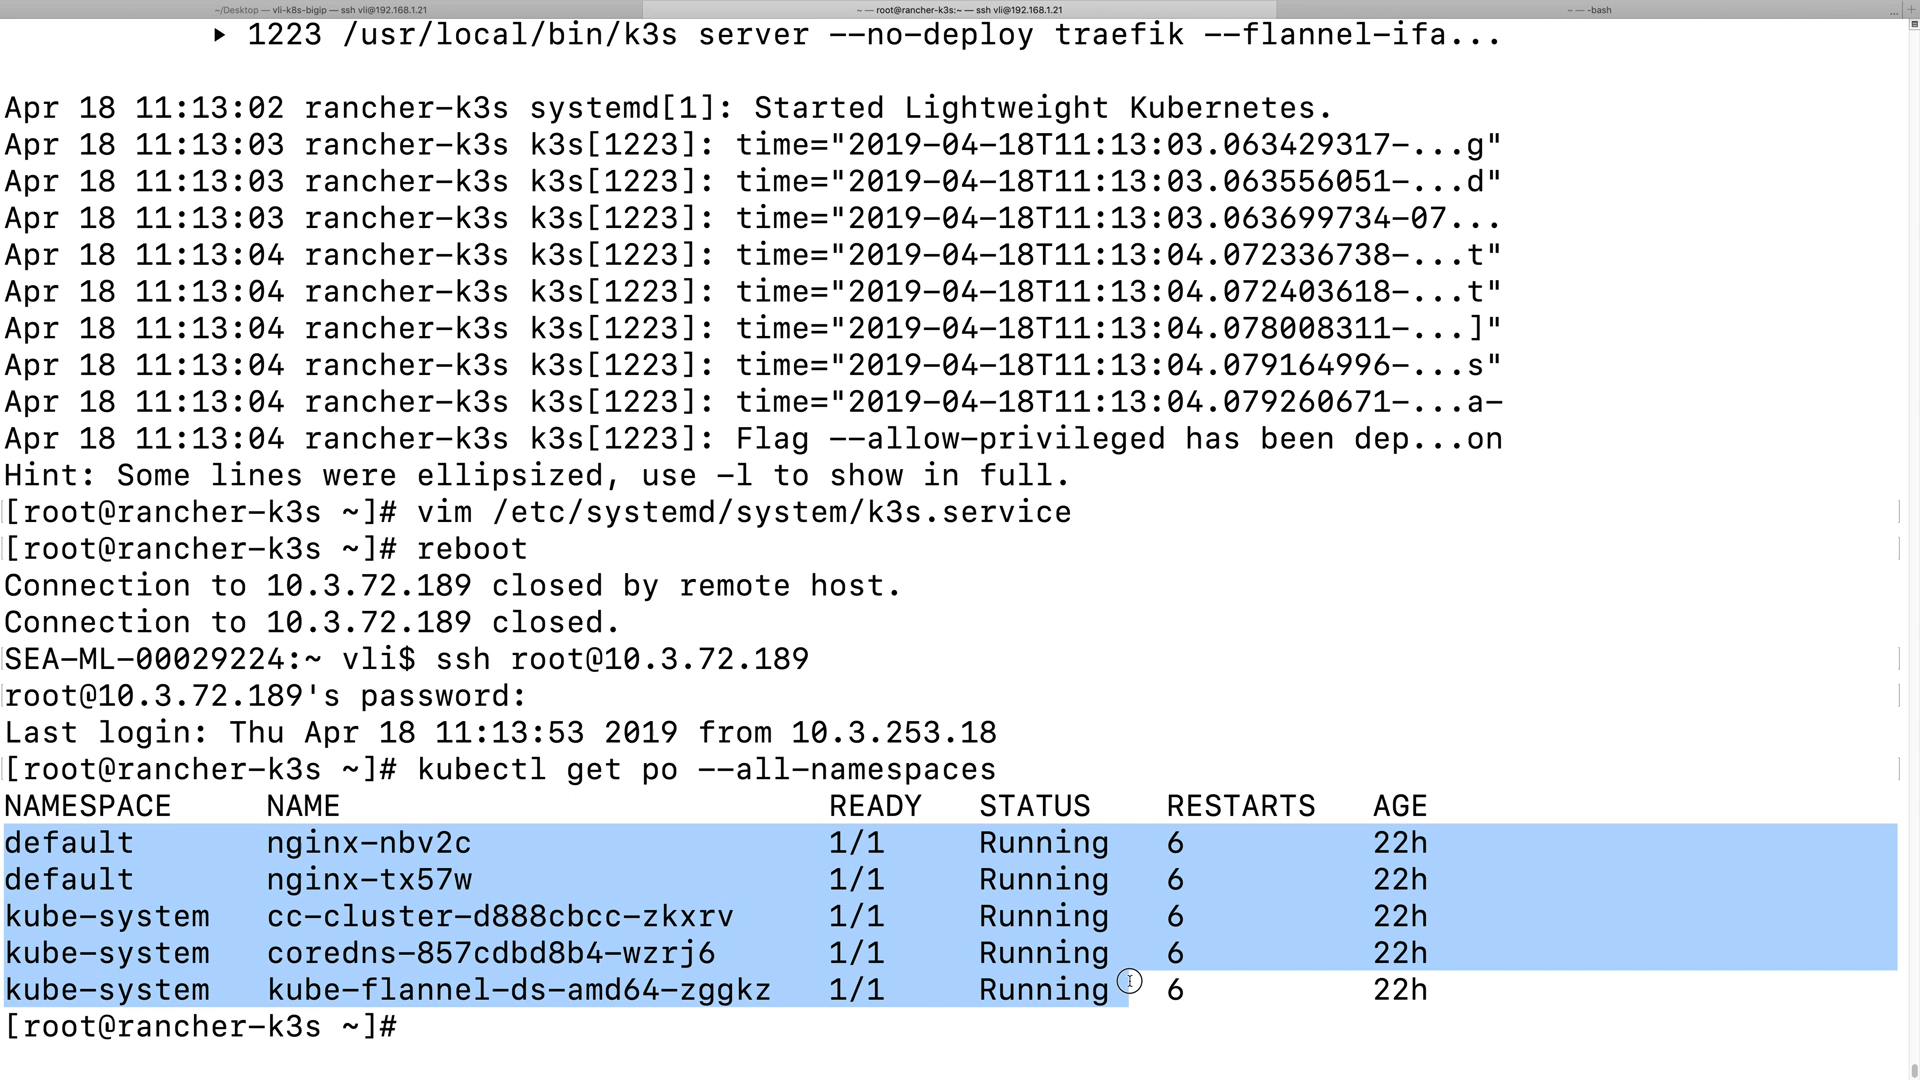 ~/Desktop — vli-k8s-bigip — ssh vli@192.168.1.21
~ — root@rancher-k3s:~ — ssh vli@192.168.1.21
~ — -bash
... +
▸ 1223 /usr/local/bin/k3s server --no-deploy traefik --flannel-ifa...
Apr 18 11:13:02 rancher-k3s systemd[1]: Started Lightweight Kubernetes.
Apr 18 11:13:03 rancher-k3s k3s[1223]: time="2019-04-18T11:13:03.063429317-...g"
Apr 18 11:13:03 rancher-k3s k3s[1223]: time="2019-04-18T11:13:03.063556051-...d"
Apr 18 11:13:03 rancher-k3s k3s[1223]: time="2019-04-18T11:13:03.063699734-07...
Apr 18 11:13:04 rancher-k3s k3s[1223]: time="2019-04-18T11:13:04.072336738-...t"
Apr 18 11:13:04 rancher-k3s k3s[1223]: time="2019-04-18T11:13:04.072403618-...t"
Apr 18 11:13:04 rancher-k3s k3s[1223]: time="2019-04-18T11:13:04.078008311-...]"
Apr 18 11:13:04 rancher-k3s k3s[1223]: time="2019-04-18T11:13:04.079164996-...s"
Apr 18 11:13:04 rancher-k3s k3s[1223]: time="2019-04-18T11:13:04.079260671-...a-
Apr 18 11:13:04 rancher-k3s k3s[1223]: Flag --allow-privileged has been dep...on
Hint: Some lines were ellipsized, use -l to show in full.
[root@rancher-k3s ~]# vim /etc/systemd/system/k3s.service
[root@rancher-k3s ~]# reboot
Connection to 10.3.72.189 closed by remote host.
Connection to 10.3.72.189 closed.
SEA-ML-00029224:~ vli$ ssh root@10.3.72.189
root@10.3.72.189's password:
Last login: Thu Apr 18 11:13:53 2019 from 10.3.253.18
[root@rancher-k3s ~]# kubectl get po --all-namespaces
NAMESPACE NAME READY STATUS RESTARTS AGE
default nginx-nbv2c 1/1 Running 6 22h
default nginx-tx57w 1/1 Running 6 22h
kube-system cc-cluster-d888cbcc-zkxrv 1/1 Running 6 22h
kube-system coredns-857cdbd8b4-wzrj6 1/1 Running 6 22h
kube-system kube-flannel-ds-amd64-zggkz 1/1 Running 6 22h
[root@rancher-k3s ~]#